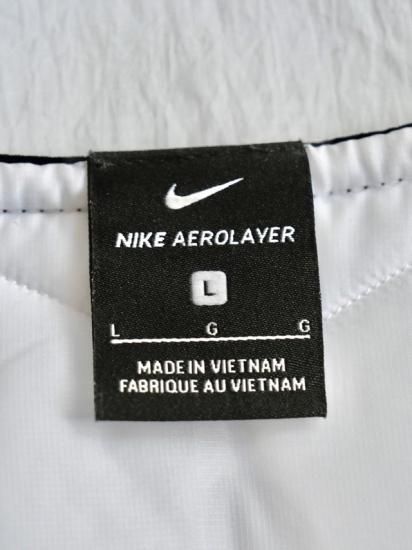 NIKE AEROLAYER
L
L G G
MADE IN VIETNAM
FABRIQUE AU VIETNAM